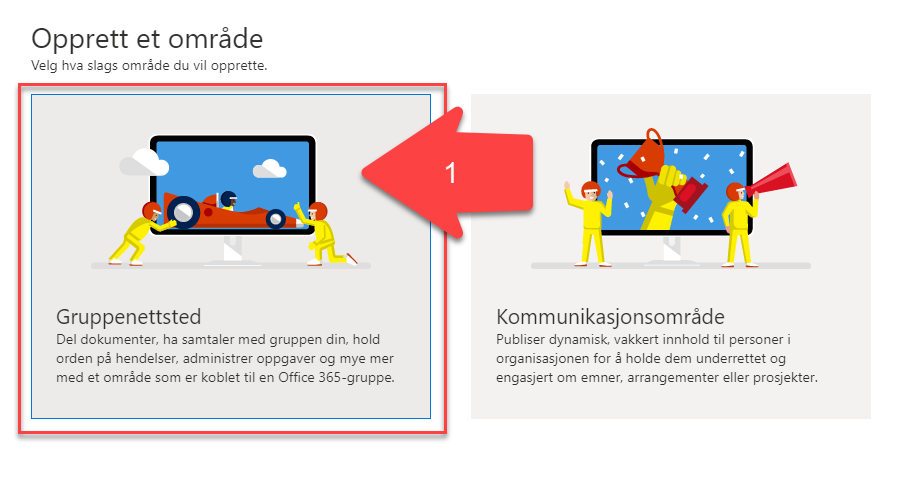 Opprett et område
Velg hva slags område du vil opprette.
1
Gruppenettsted
Del dokumenter, ha samtaler med gruppen din, hold
orden på hendelser, administrer oppgaver og mye mer
med et område som er koblet til en Office 365-gruppe.
Kommunikasjonsområde
Publiser dynamisk, vakkert innhold til personer i
organisasjonen for å holde dem underrettet og
engasjert om emner, arrangementer eller prosjekter.